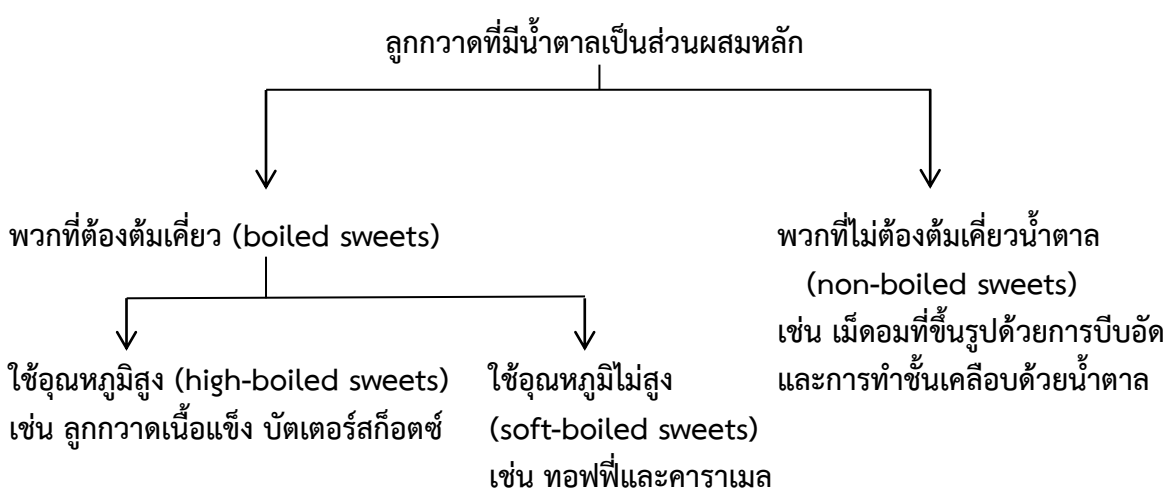 ลูกกวาดที่มีน้ำตาลเป็นส่วนผสมหลัก
พวกที่ต้องต้มเคี่ยว (boiled sweets)
ใช้อุณหภูมิสูง (high-boiled sweets)
เช่น ลูกกวาดเนื้อแข็ง บัตเตอร์สก็อตซ์
ใช้อุณหภูมิไม่สูง
(soft-boiled sweets)
เช่น ทอฟฟี่และคาราเมล
พวกที่ไม่ต้องต้มเคี่ยวน้ำตาล
(non-boiled sweets)
เช่น เม็ดอมที่ขึ้นรูปด้วยการบีบอัด
และการทำชั้นเคลือบด้วยน้ำตาล